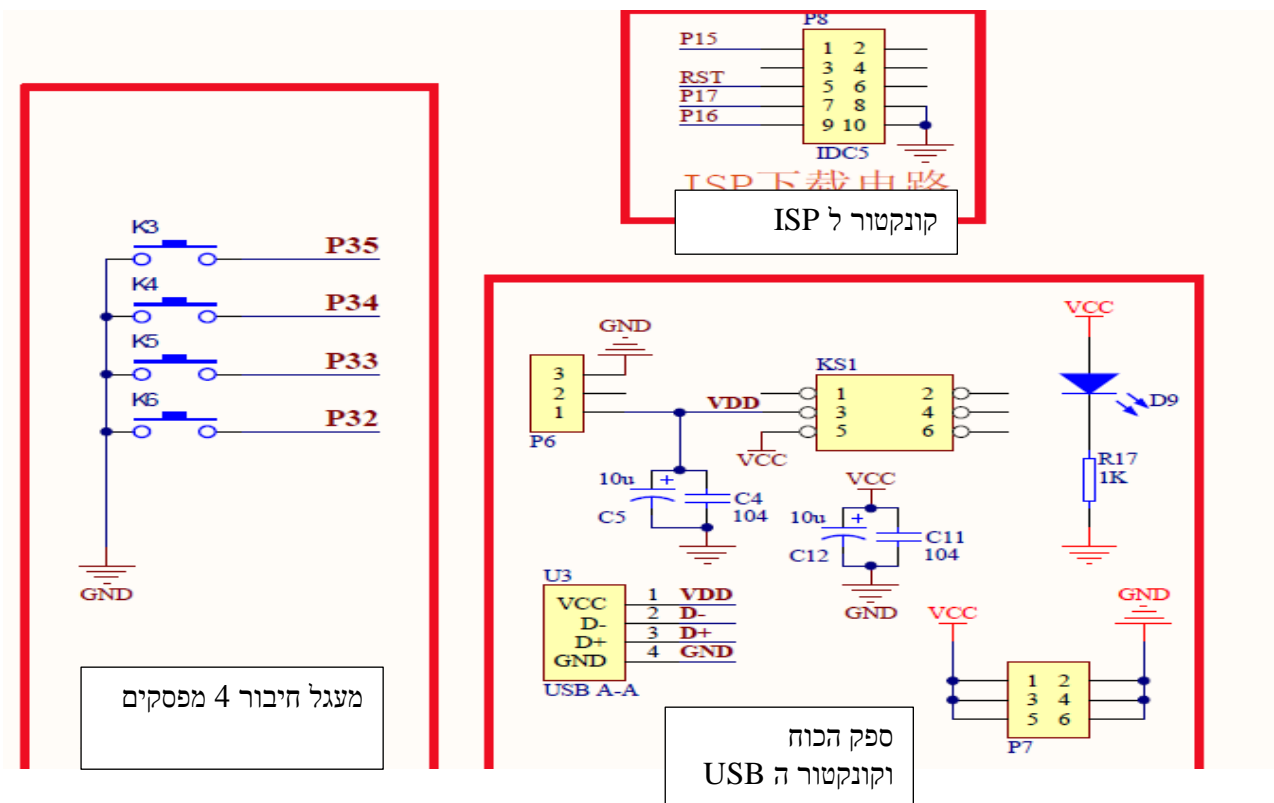 P8
P15
1 2
3 4
RST
5 6
P17
7 8
P16
9 10
IDC5
ISP下载电路
קונקטור ל ISP
K3
P35
K4
P34
K5
P33
K6
P32
GND
מעגל חיבור 4 מפסקים
GND
3
2
1
P6
VDD
KS1
1 2
3 4
5 6
VCC
VCC
D9
R17
1K
10u
+
C5
C4
104
VCC
10u
+
C12
C11
104
GND
U3
VCC 1 VDD
D- 2 D-
D+ 3 D+
GND 4 GND
USB A-A
VCC
GND
1 2
3 4
5 6
P7
ספק הכוח
וקונקטור ה USB